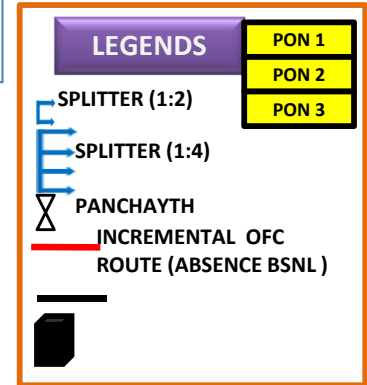 LEGENDS
PON 1
PON 2
PON 3
SPLITTER (1:2)
SPLITTER (1:4)
PANCHAYTH
INCREMENTAL OFC
ROUTE (ABSENCE BSNL )